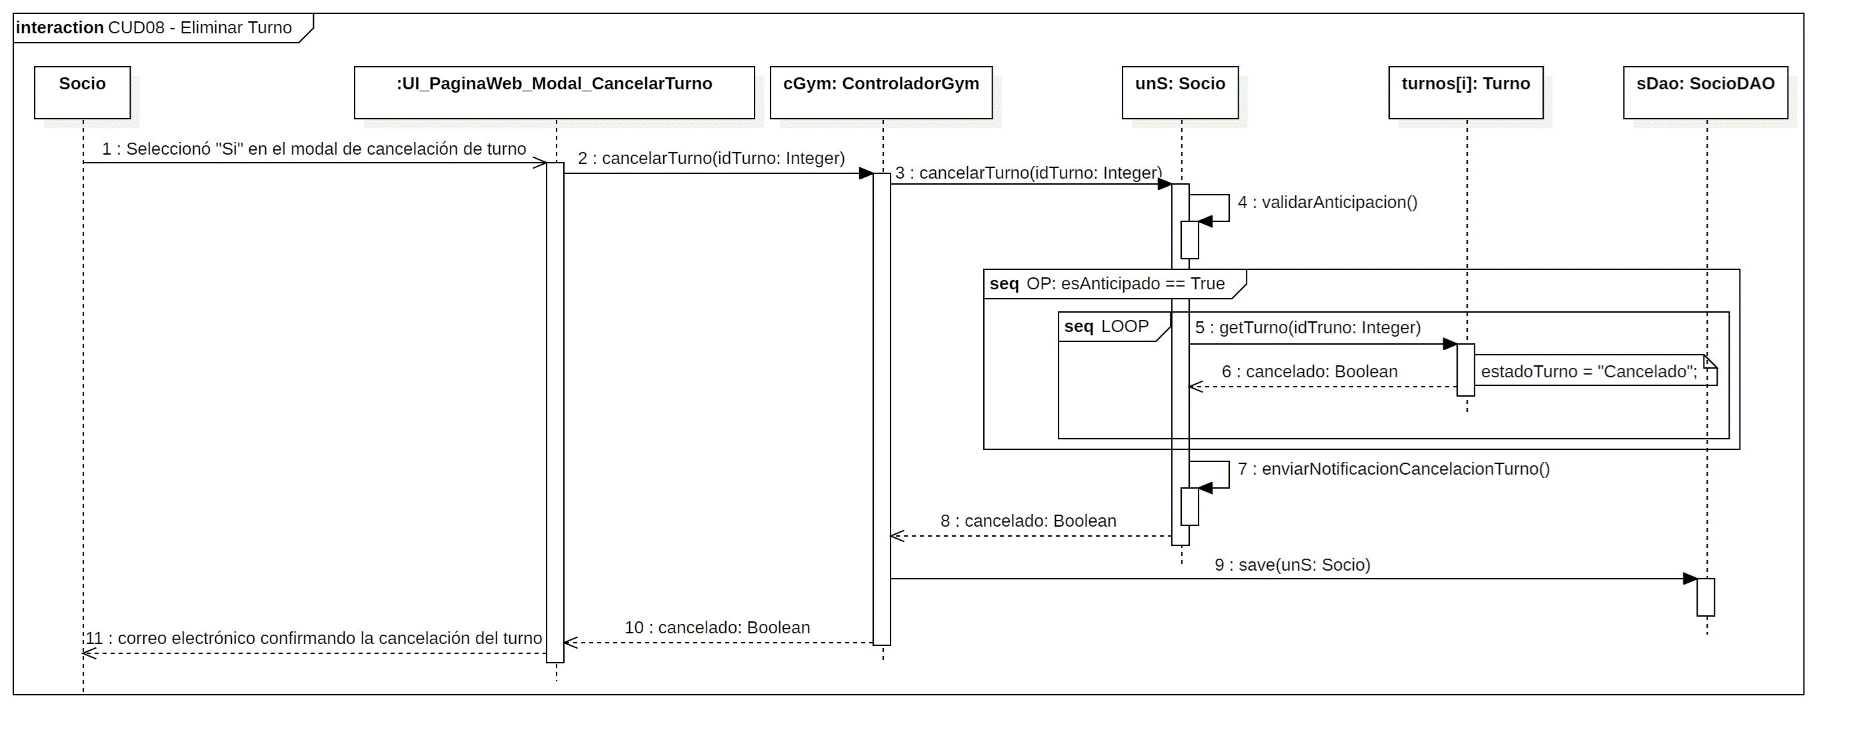 interaction CUD08 - Eliminar Turno
Socio
:UI_PaginaWeb_Modal_CancelarTurno
cGym: ControladorGym
unS: Socio
turnos[i]: Turno
sDao: SocioDAO
1 : Seleccionó "Si" en el modal de cancelación de turno
2 : cancelarTurno(idTurno: Integer)
3 : cancelarTurno(idTurno: Integer)
4 : validarAnticipacion()
seq OP: esAnticipado == True
seq LOOP
5 : getTurno(idTruno: Integer)
6 : cancelado: Boolean
estadoTurno = "Cancelado";
7 : enviarNotificacionCancelacionTurno()
8 : cancelado: Boolean
9 : save(unS: Socio)
10 : cancelado: Boolean
11 : correo electrónico confirmando la cancelación del turno